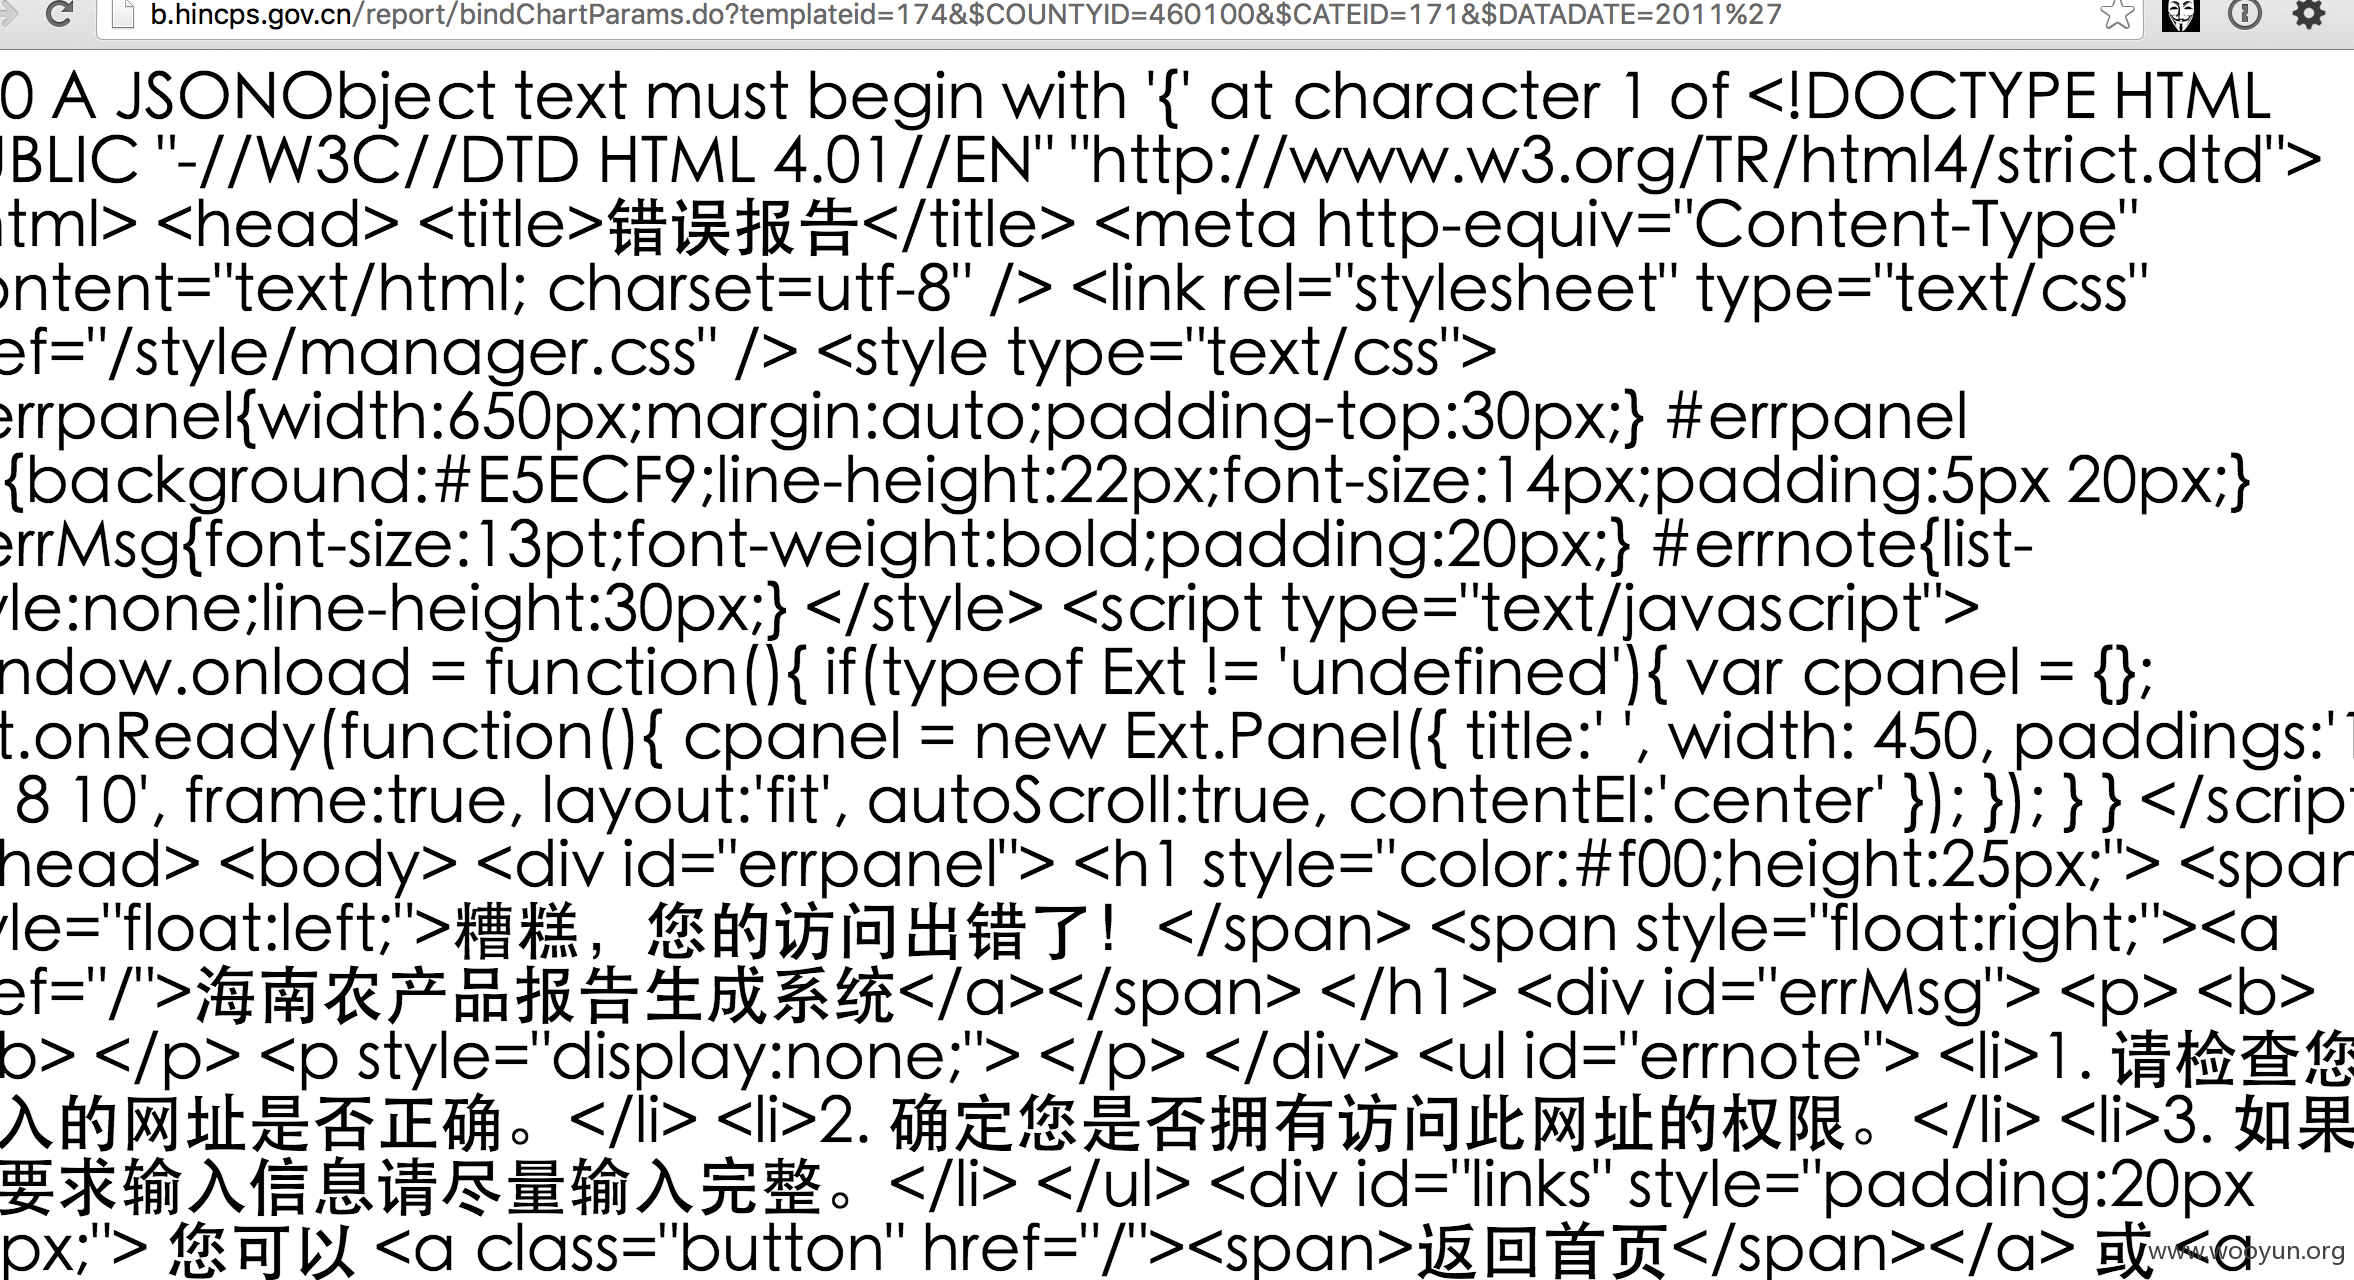 b.hincps.gov.cn/report/bindChartParams.do?templateid=174&$COUNTYID=460100&$CATEID=171&$DATADATE=2011%27
0 A JSONObject text must begin with '{' at character 1 of <!DOCTYPE HTML
UBLIC "-//W3C//DTD HTML 4.01//EN" "http://www.w3.org/TR/html4/strict.dtd">
tml> <head> <title>错误报告</title> <meta http-equiv="Content-Type"
ontent="text/html; charset=utf-8" /> <link rel="stylesheet" type="text/css"
ef="/style/manager.css" /> <style type="text/css">
errpanel{width:650px;margin:auto;padding-top:30px;} #errpanel
{background:#E5ECF9;line-height:22px;font-size:14px;padding:5px 20px;}
errMsg{font-size:13pt;font-weight:bold;padding:20px;} #errnote{list-
yle:none;line-height:30px;} </style> <script type="text/javascript">
ndow.onload = function(){ if(typeof Ext != 'undefined'){ var cpanel = {};
t.onReady(function(){ cpanel = new Ext.Panel({ title:' ', width: 450, paddings:'1
8 10', frame:true, layout:'fit', autoScroll:true, contentEl:'center' }); }); } } </script
head> <body> <div id="errpanel"> <h1 style="color:#f00;height:25px;"> <span
yle="float:left;">糟糕，您的访问出错了！</span> <span style="float:right;"><a
ef="/">海南农产品报告生成系统</a></span> </h1> <div id="errMsg"> <p> <b>
b> </p> <p style="display:none;"> </p> </div> <ul id="errnote"> <li>1. 请检查您
入的网址是否正确。</li> <li>2. 确定您是否拥有访问此网址的权限。</li> <li>3. 如果
要求输入信息请尽量输入完整。</li> </ul> <div id="links" style="padding:20px
px;"> 您可以 <a class="button" href="/"><span>返回首页</span></a> 或 <a
www.wooyun.org